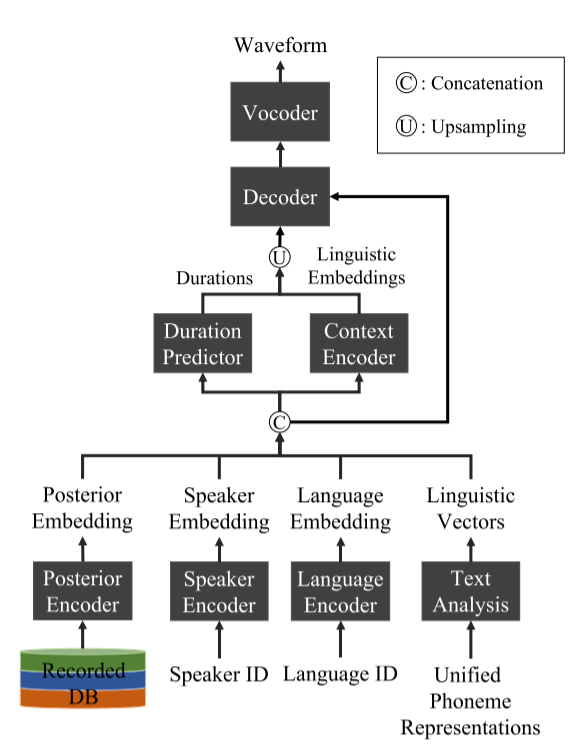 Waveform
Vocoder
Ⓒ: Concatenation
Ⓤ: Upsampling
Decoder
U
Durations
Linguistic
Embeddings
Duration
Predictor
Context
Encoder
C
Posterior
Embedding
Speaker
Embedding
Language
Embedding
Linguistic
Vectors
Posterior
Encoder
Speaker
Encoder
Language
Encoder
Text
Analysis
Recorded
DB
Speaker ID
Language ID
Unified
Phoneme
Representations